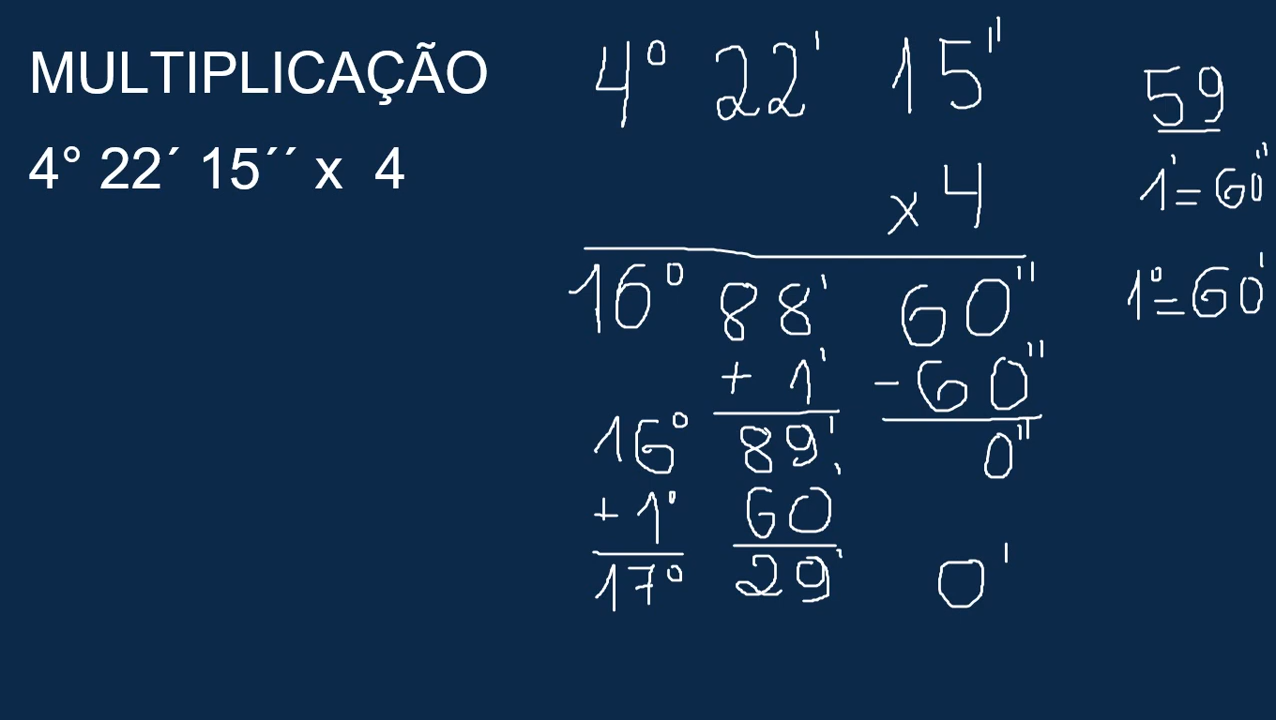 MULTIPLICAÇÃO
4° 22´ 15´´ x 4
4° 22' 15''
x 4
16° 88' 60''
+ 1' - 60''
16° 89' 0''
+ 1° 60
17° 29' 0'
59
1' = 60''
1° = 60'